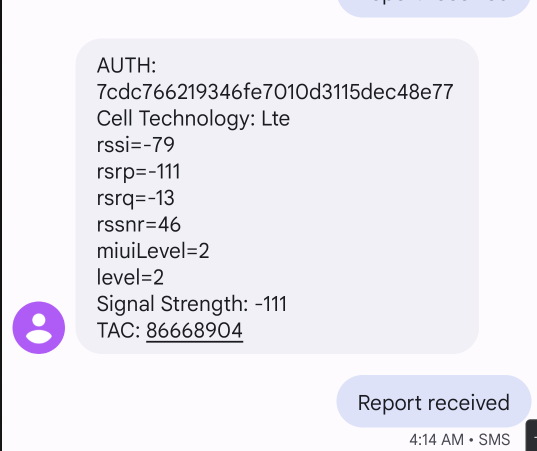 AUTH:
7cdc766219346fe7010d3115dec48e77
Cell Technology: Lte
rssi=-79
rsrp=-111
rsrq=-13
rssnr=46
miuiLevel=2
level=2
Signal Strength: -111
TAC: 86668904
Report received
4:14 AM • SMS